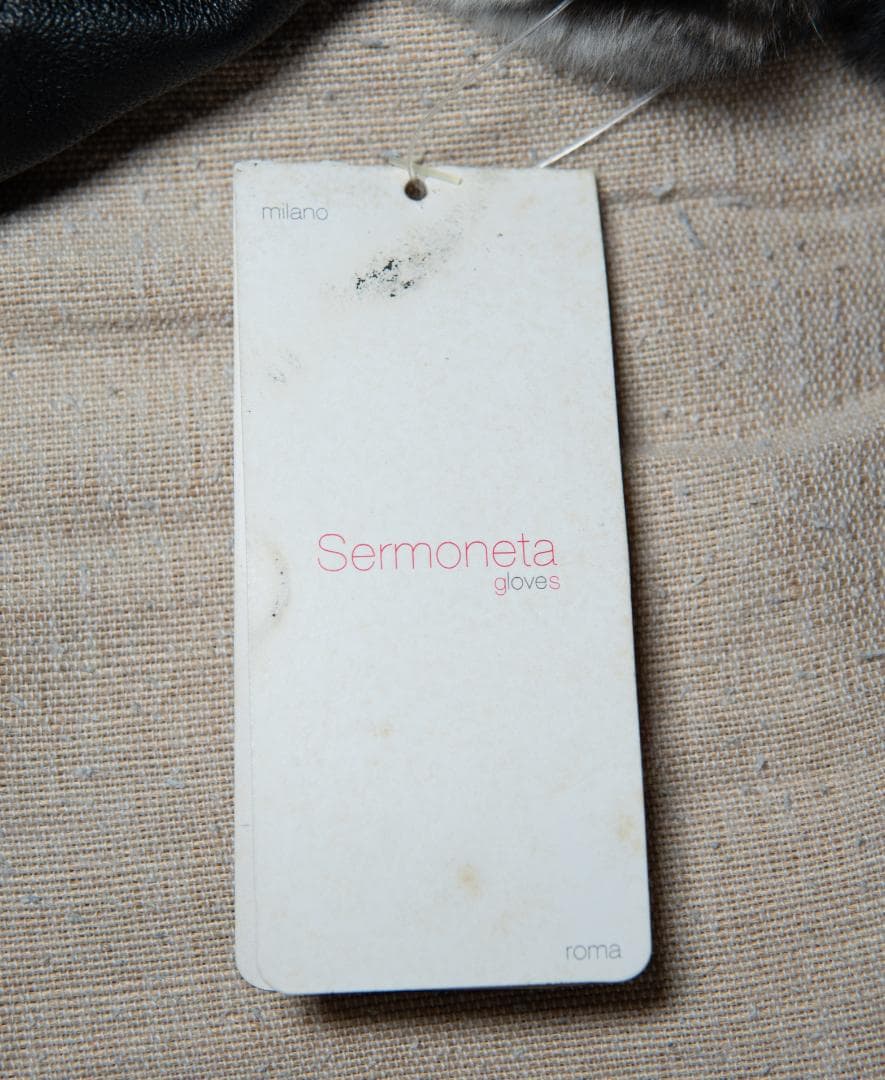 milano
Sermoneta
gloves
roma